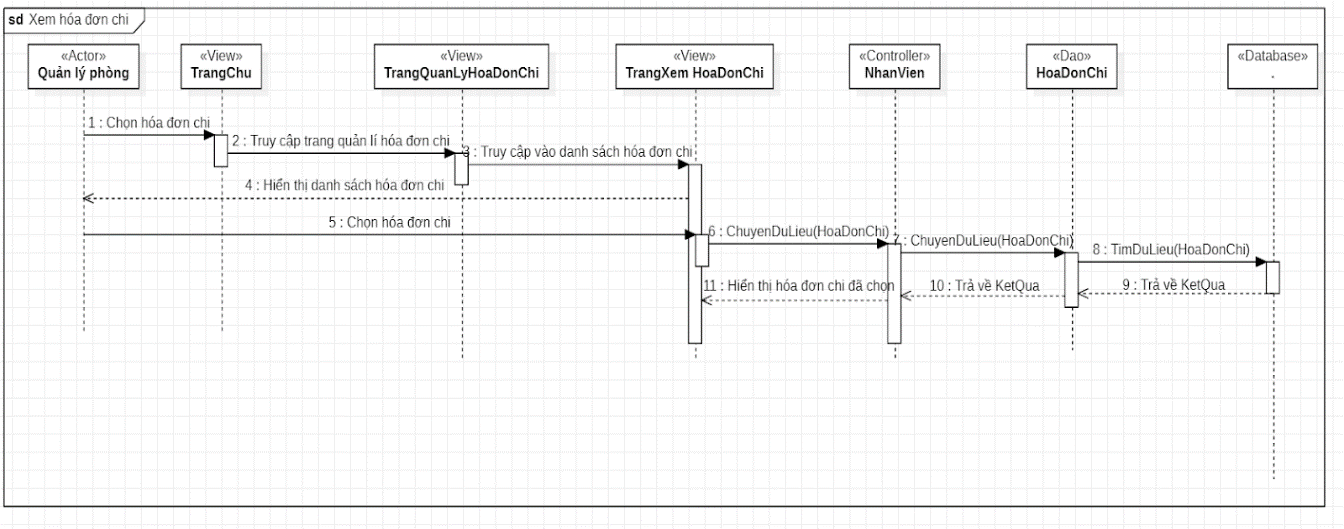 sd Xem hóa đơn chi
«Actor»
Quản lý phòng
«View»
TrangChu
«View»
TrangQuanLyHoaDonChi
«View»
TrangXem HoaDonChi
«Controller»
NhanVien
«Dao»
HoaDonChi
«Database»
.
1 : Chọn hóa đơn chi
2 : Truy cập trang quản lí hóa đơn chi
3 : Truy cập vào danh sách hóa đơn chi
4 : Hiển thị danh sách hóa đơn chi
5 : Chọn hóa đơn chi
6 : ChuyenDuLieu(HoaDonChi)
7 : ChuyenDuLieu(HoaDonChi)
8 : TimDuLieu(HoaDonChi)
9 : Trả về KetQua
10 : Trả về KetQua
11 : Hiển thị hóa đơn chi đã chọn